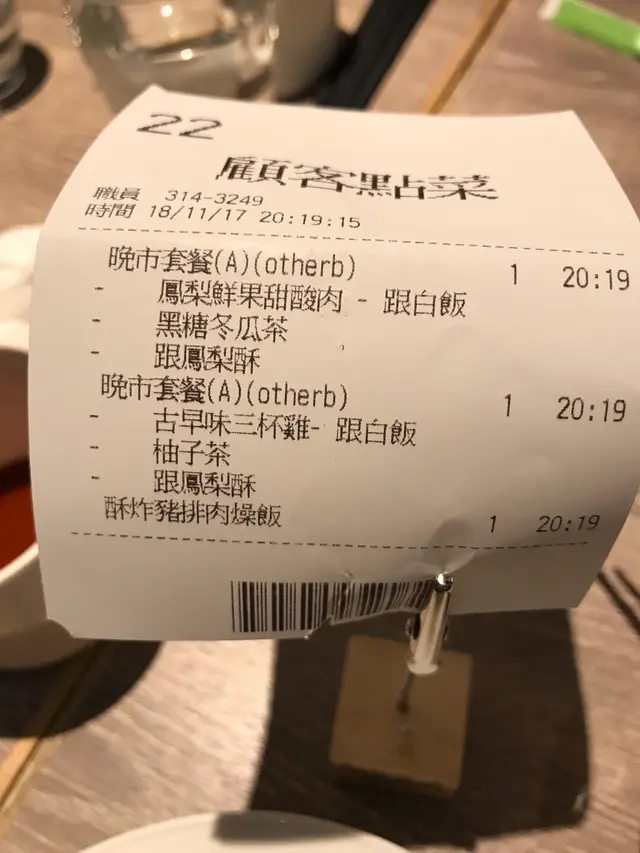 22
顧客點菜
職員 314-3249
時間 18/11/17 20:19:15
晚市套餐(A)(otherb) 1 20:19
- 鳳梨鮮果甜酸肉 - 跟白飯
- 黑糖冬瓜茶
- 跟鳳梨酥
晚市套餐(A)(otherb) 1 20:19
- 古早味三杯雞- 跟白飯
- 柚子茶
- 跟鳳梨酥
酥炸豬排肉燥飯 1 20:19